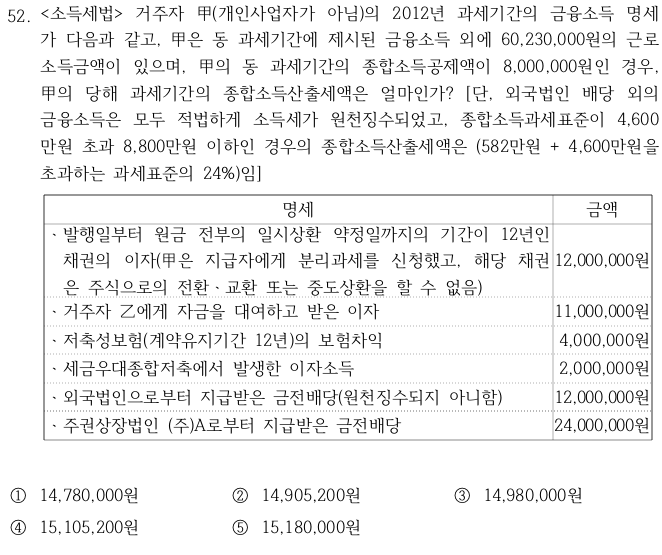 52. <소득세법> 거주자 甲(개인사업자가 아님)의 2012년 과세기간의 금융소득 명세
가 다음과 같고, 甲은 동 과세기간에 제시된 금융소득 외에 60,230,000원의 근로
소득금액이 있으며, 甲의 동 과세기간의 종합소득공제액이 8,000,000원인 경우,
甲의 당해 과세기간의 종합소득산출세액은 얼마인가? [단, 외국법인 배당 외의
금융소득은 모두 적법하게 소득세가 원천징수되었고, 종합소득과세표준이 4,600
만원 초과 8,800만원 이하인 경우의 종합소득산출세액은 (582만원 + 4,600만원을
초과하는 과세표준의 24%)임]
명세 금액
ㆍ발행일부터 원금 전부의 일시상환 약정일까지의 기간이 12년인
채권의 이자(甲은 지급자에게 분리과세를 신청했고, 해당 채권 12,000,000원
은 주식으로의 전환ㆍ교환 또는 중도상환을 할 수 없음)
ㆍ거주자 乙에게 자금을 대여하고 받은 이자 11,000,000원
ㆍ저축성보험(계약유지기간 12년)의 보험차익 4,000,000원
ㆍ세금우대종합저축에서 발생한 이자소득 2,000,000원
ㆍ외국법인으로부터 지급받은 금전배당(원천징수되지 아니함) 12,000,000원
ㆍ주권상장법인 (주)A로부터 지급받은 금전배당 24,000,000원
① 14,780,000원 ② 14,905,200원 ③ 14,980,000원
④ 15,105,200원 ⑤ 15,180,000원